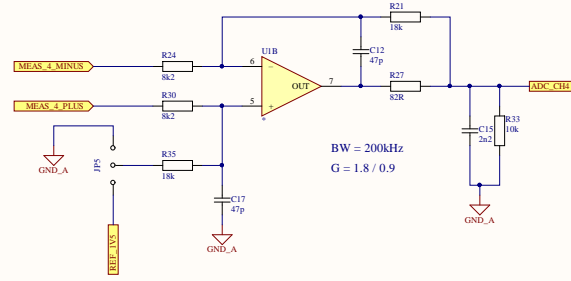 R21
18k
R24
8k2
U1B
C12
47p
MEAS_4_MINUS
6
7
OUT
R27
82R
ADC_CH4
MEAS_4_PLUS
R30
8k2
5
R33
10k
C15
2n2
BW = 200kHz
G = 1.8 / 0.9
GND_A
JP5
R35
18k
C17
47p
GND_A
GND_A
REF_1V5